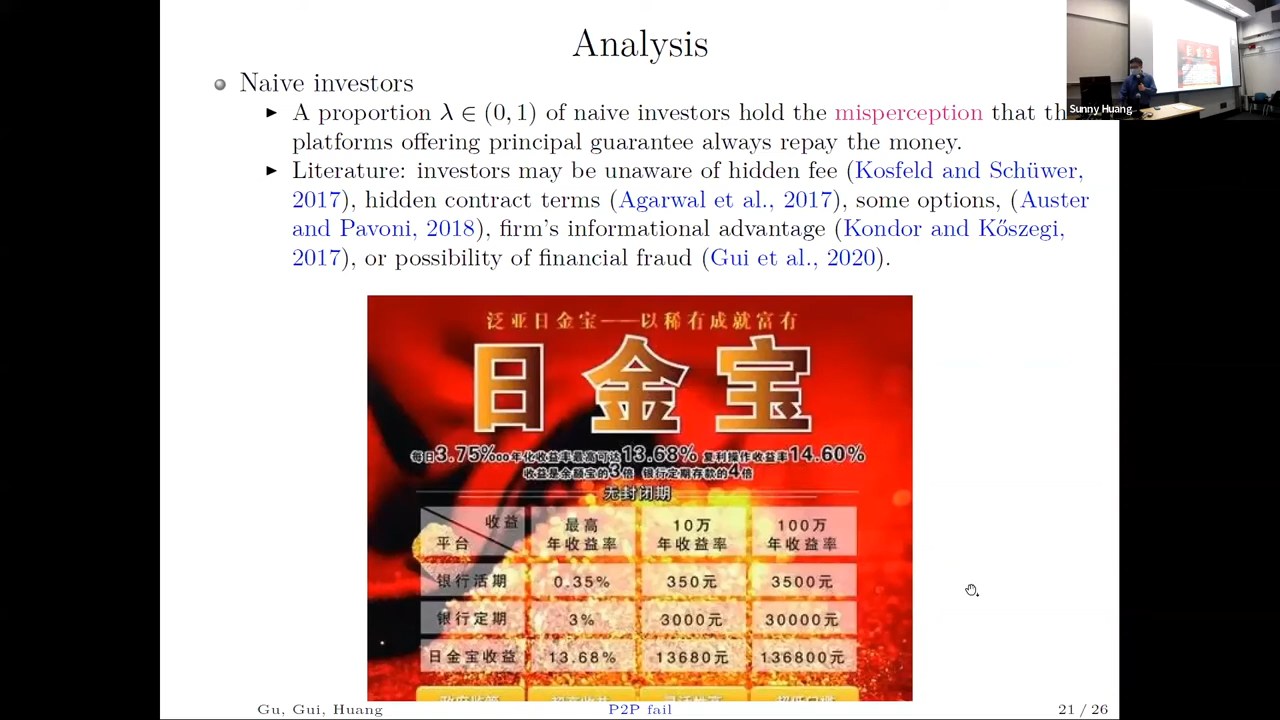 Analysis
Naive investors
A proportion λ ∈ (0, 1) of naive investors hold the misperception that
platforms offering principal guarantee always repay the money.
Literature: investors may be unaware of hidden fee (Kosfeld and Schüwer,
2017), hidden contract terms (Agarwal et al., 2017), some options, (Auster
and Pavoni, 2018), firm's informational advantage (Kondor and Kőszegi,
2017), or possibility of financial fraud (Gui et al., 2020).
Sunny Huang
泛亚日金宝——以稀有成就富有
日金宝
每日3.75%ooo年化收益率最高可达13.68% 复利操作收益率14.60%
收益是余额宝的3倍 银行定期存款的4倍
无封闭期
收益 最高 10万 100万
平台 年收益率 年收益率 年收益率
银行活期 0.35% 350元 3500元
银行定期 3% 3000元 30000元
日金宝收益 13.68% 13680元 136800元
Gu, Gui, Huang P2P fail 21 / 26